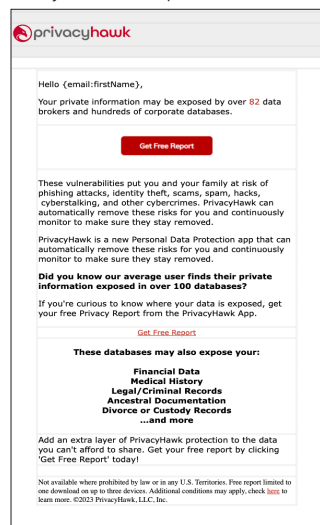 privacyhawk
Hello {email:firstName},
Your private information may be exposed by over 82 data
brokers and hundreds of corporate databases.
Get Free Report
These vulnerabilities put you and your family at risk of
phishing attacks, identity theft, scams, spam, hacks,
cyberstalking, and other cybercrimes. PrivacyHawk can
automatically remove these risks for you and continuously
monitor to make sure they stay removed.
PrivacyHawk is a new Personal Data Protection app that can
automatically remove these risks for you and continuously
monitor to make sure they stay removed.
Did you know our average user finds their private
information exposed in over 100 databases?
If you're curious to know where your data is exposed, get
your free Privacy Report from the PrivacyHawk App.
Get Free Report
These databases may also expose your:
Financial Data
Medical History
Legal/Criminal Records
Ancestral Documentation
Divorce or Custody Records
...and more
Add an extra layer of PrivacyHawk protection to the data
you can't afford to share. Get your free report by clicking
'Get Free Report' today!
Not available where prohibited by law or in any U.S. Territories. Free report limited to
one download on up to three devices. Additional conditions may apply, check here to
learn more. ©2023 PrivacyHawk, LLC, Inc.